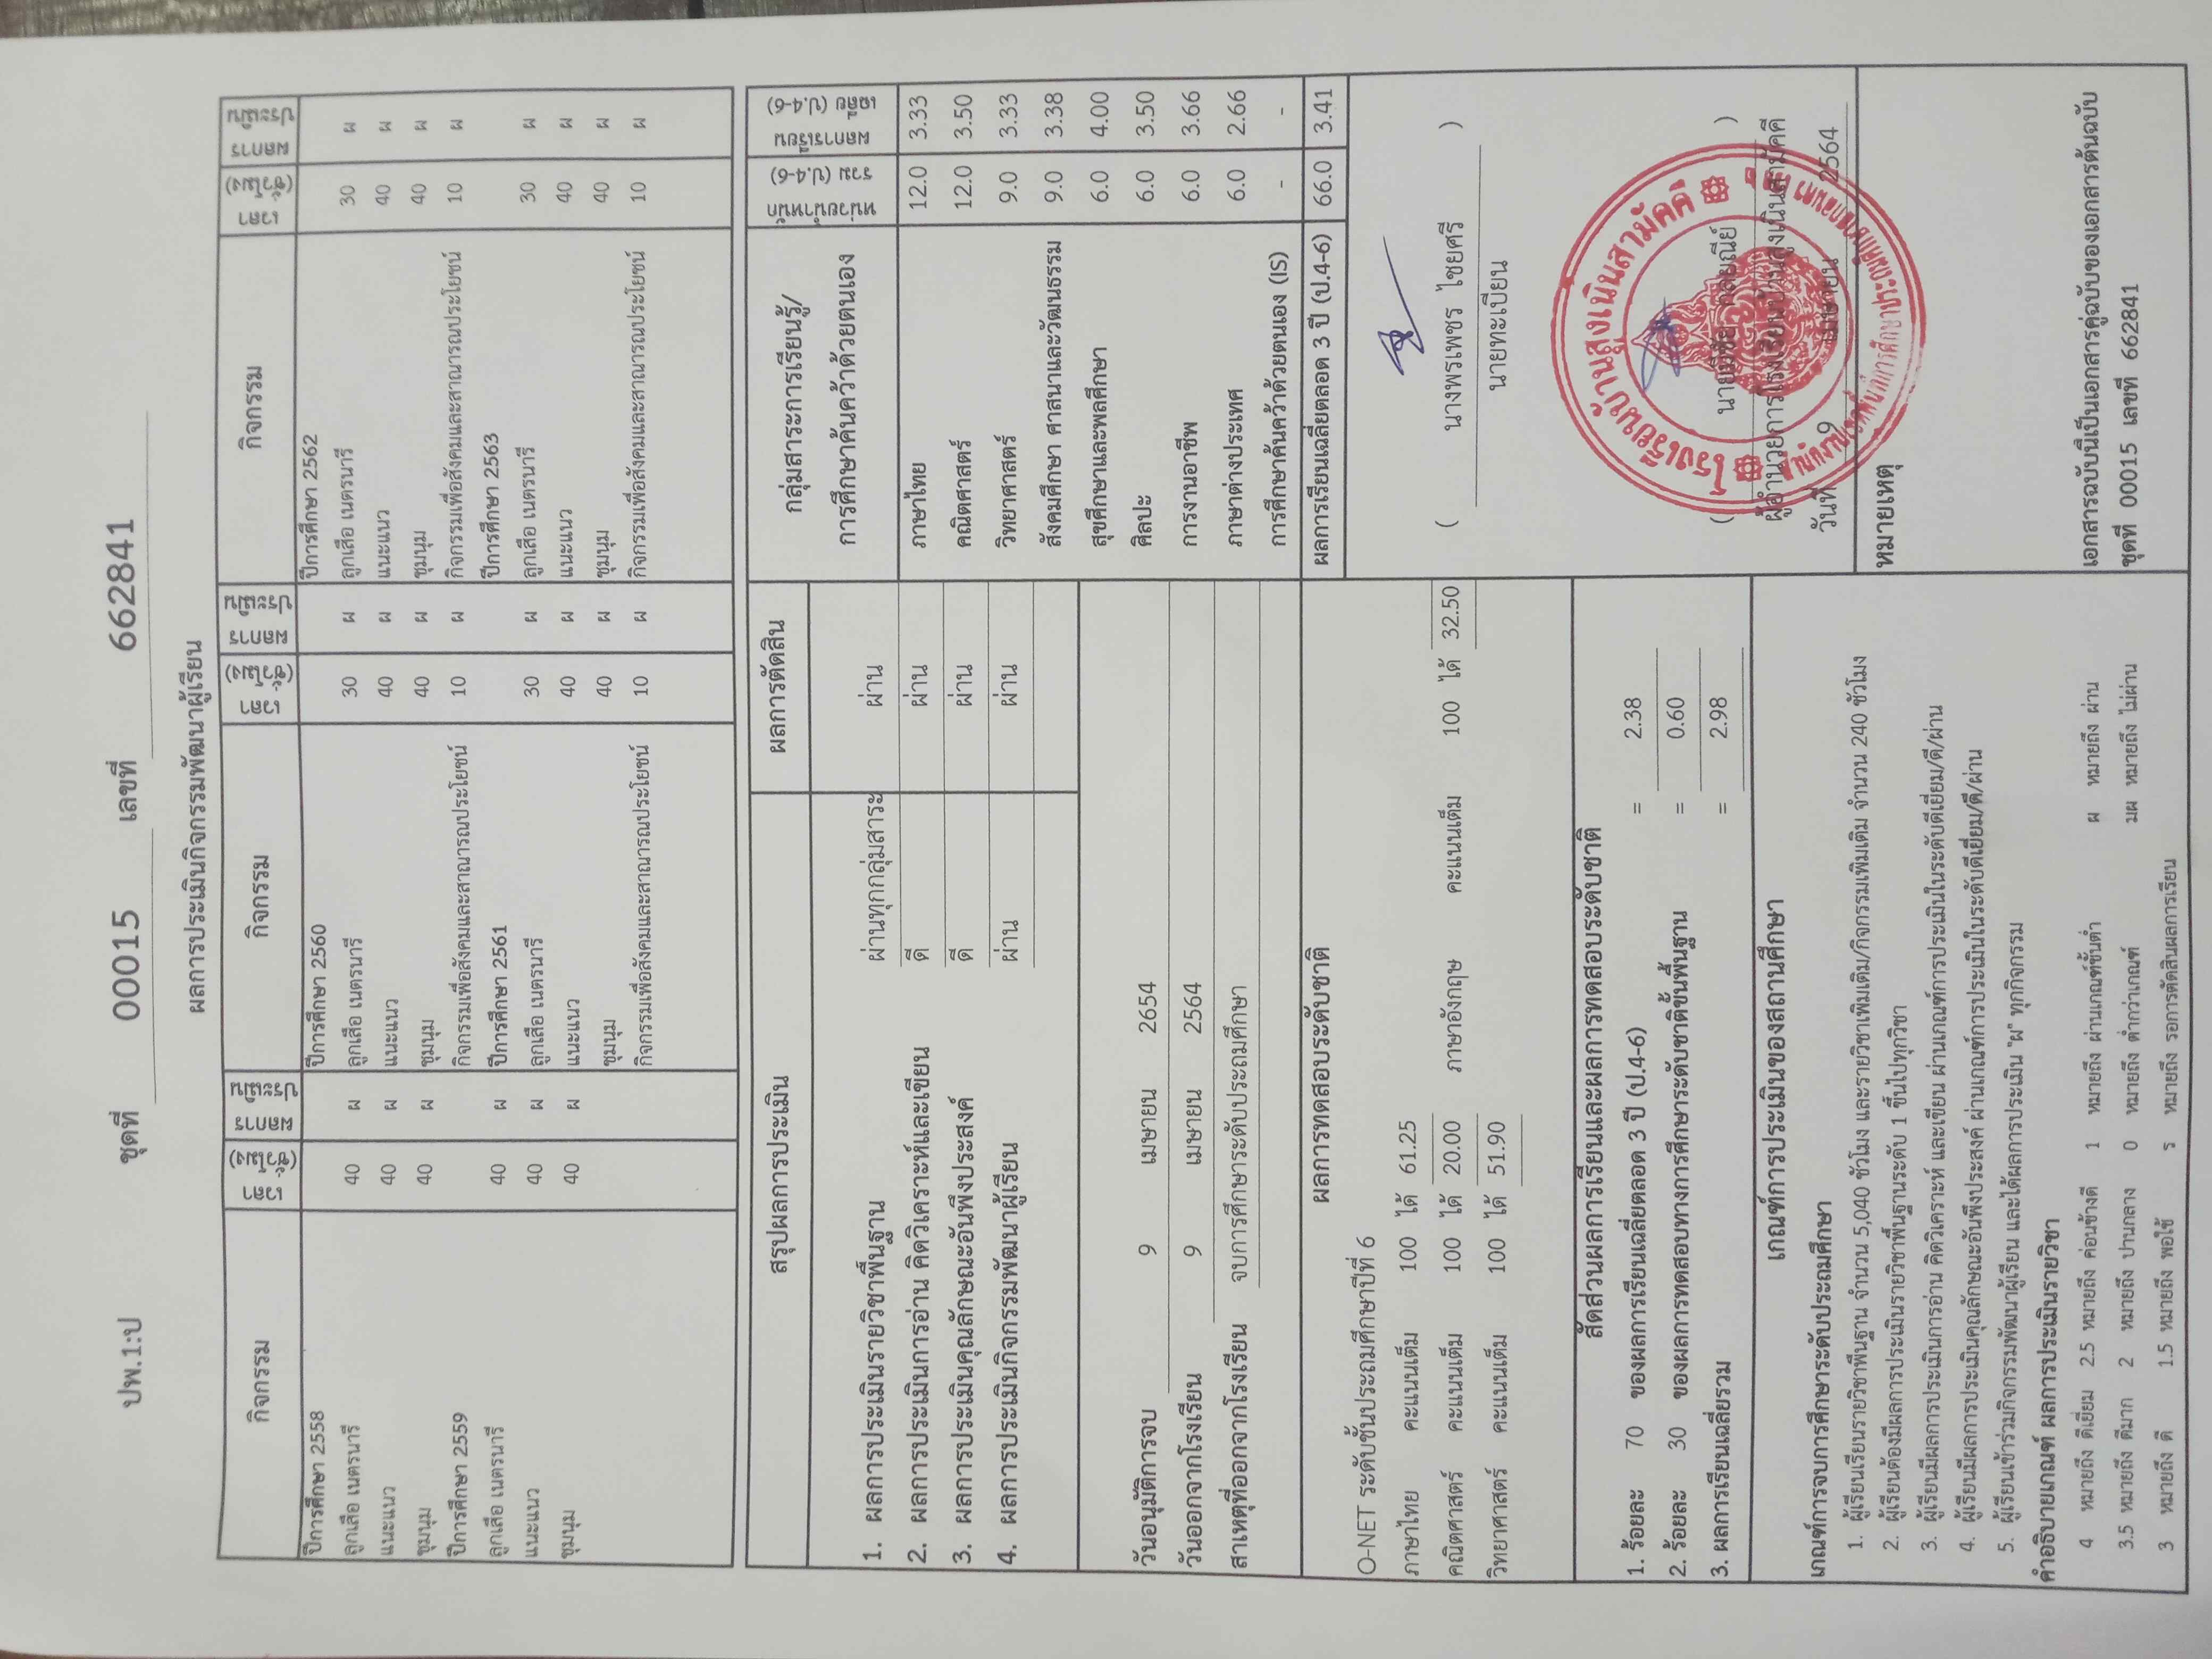 ปพ.1:ป ชุดที่ 00015 เลขที่ 6628841
ผลการประเมินกิจกรรมพัฒนาผู้เรียน
กิจกรรม เวลา (ชั่วโมง) ผลการประเมิน กิจกรรม เวลา (ชั่วโมง) ผลการประเมิน กิจกรรม เวลา (ชั่วโมง) ผลการประเมิน
ปีการศึกษา 2558 ปีการศึกษา 2560 ปีการศึกษา 2562
ลูกเสือ เนตรนารี 40 ผ ลูกเสือ เนตรนารี 30 ผ ลูกเสือ เนตรนารี 30 ผ
แนะแนว 40 ผ แนะแนว 40 ผ แนะแนว 40 ผ
ชุมนุม 40 ผ ชุมนุม 40 ผ ชุมนุม 40 ผ
ปีการศึกษา 2559 กิจกรรมเพื่อสังคมและสาณารณประโยชน์ 10 ผ กิจกรรมเพื่อสังคมและสาณารณประโยชน์ 10 ผ
ลูกเสือ เนตรนารี 40 ผ ปีการศึกษา 2561 ปีการศึกษา 2563
แนะแนว 40 ผ ลูกเสือ เนตรนารี 30 ผ ลูกเสือ เนตรนารี 30 ผ
ชุมนุม 40 ผ แนะแนว 40 ผ แนะแนว 40 ผ
ชุมนุม 40 ผ ชุมนุม 40 ผ
กิจกรรมเพื่อสังคมและสาณารณประโยชน์ 10 ผ กิจกรรมเพื่อสังคมและสาณารณประโยชน์ 10 ผ
สรุปผลการประเมิน ผลการตัดสิน
1. ผลการประเมินรายวิชาพื้นฐาน ผ่านทุกกลุ่มสาระ ผ่าน
2. ผลการประเมินการอ่าน คิดวิเคราะห์และเขียน ดี ผ่าน
3. ผลการประเมินคุณลักษณะอันพึงประสงค์ ดี ผ่าน
4. ผลการประเมินกิจกรรมพัฒนาผู้เรียน ผ่าน ผ่าน
วันอนุมัติการจบ 9 เมษายน 2654
วันออกจากโรงเรียน 9 เมษายน 2564
สาเหตุที่ออกจากโรงเรียน จบการศึกษาระดับประถมศึกษา
กลุ่มสาระการเรียนรู้/ หน่วยน้ำหนัก ผลการเรียน
การศึกษาค้นคว้าด้วยตนเอง รวม (ป.4-6) เฉลี่ย (ป.4-6)
ภาษาไทย 12.0 3.33
คณิตศาสตร์ 12.0 3.50
วิทยาศาสตร์ 9.0 3.33
สังคมศึกษา ศาสนาและวัฒนธรรม 9.0 3.38
สุขศึกษาและพลศึกษา 6.0 4.00
ศิลปะ 6.0 3.50
การงานอาชีพ 6.0 3.66
ภาษาต่างประเทศ 6.0 2.66
การศึกษาค้นคว้าด้วยตนเอง (IS) - -
ผลการเรียนเฉลี่ยตลอด 3 ปี (ป.4-6) 66.0 3.41
ผลการทดสอบระดับชาติ
O-NET ระดับชั้นประถมศึกษาปีที่ 6
ภาษาไทย คะแนนเต็ม 100 ได้ 61.25
คณิตศาสตร์ คะแนนเต็ม 100 ได้ 20.00 ภาษาอังกฤษ คะแนนเต็ม 100 ได้ 32.50
วิทยาศาสตร์ คะแนนเต็ม 100 ได้ 51.90
สัดส่วนผลการเรียนและผลการทดสอบระดับชาติ
1. ร้อยละ 70 ของผลการเรียนเฉลี่ยตลอด 3 ปี (ป.4-6) = 2.38
2. ร้อยละ 30 ของผลการทดสอบทางการศึกษาระดับชาติขั้นพื้นฐาน = 0.60
3. ผลการเรียนเฉลี่ยรวม = 2.98
( นางพรเพชร ไชยศรี )
นายทะเบียน
โรงเรียนบ้านสูงเนินสามัคคี
ผู้อำนวยการโรงเรียนบ้านสูงเนินสามัคคี
วันที่ 9 เมษายน 2564
เกณฑ์การประเมินของสถานศึกษา
เกณฑ์การจบการศึกษาระดับประถมศึกษา
1. ผู้เรียนเรียนรายวิชาพื้นฐาน จำนวน 5,040 ชั่วโมง และรายวิชาเพิ่มเติม/กิจกรรมเพิ่มเติม จำนวน 240 ชั่วโมง
2. ผู้เรียนต้องมีผลการประเมินรายวิชาพื้นฐานระดับ 1 ขึ้นไปทุกวิชา
3. ผู้เรียนมีผลการประเมินการอ่าน คิดวิเคราะห์ และเขียน ผ่านเกณฑ์การประเมินในระดับดีเยี่ยม/ดี/ผ่าน
4. ผู้เรียนมีผลการประเมินคุณลักษณะอันพึงประสงค์ ผ่านเกณฑ์การประเมินในระดับดีเยี่ยม/ดี/ผ่าน
5. ผู้เรียนเข้าร่วมกิจกรรมพัฒนาผู้เรียน และได้ผลการประเมิน "ผ" ทุกกิจกรรม
คำอธิบายเกณฑ์ ผลการประเมินรายวิชา
4 หมายถึง ดีเยี่ยม 2.5 หมายถึง ค่อนข้างดี 1 หมายถึง ผ่านเกณฑ์ขั้นต่ำ ผ หมายถึง ผ่าน
3.5 หมายถึง ดีมาก 2 หมายถึง ปานกลาง 0 หมายถึง ต่ำกว่าเกณฑ์ มผ หมายถึง ไม่ผ่าน
3 หมายถึง ดี 1.5 หมายถึง พอใช้ ร หมายถึง รอการตัดสินผลการเรียน
หมายเหตุ
เอกสารฉบับนี้เป็นเอกสารคู่ฉบับของเอกสารต้นฉบับ
ชุดที่ 00015 เลขที่ 662841